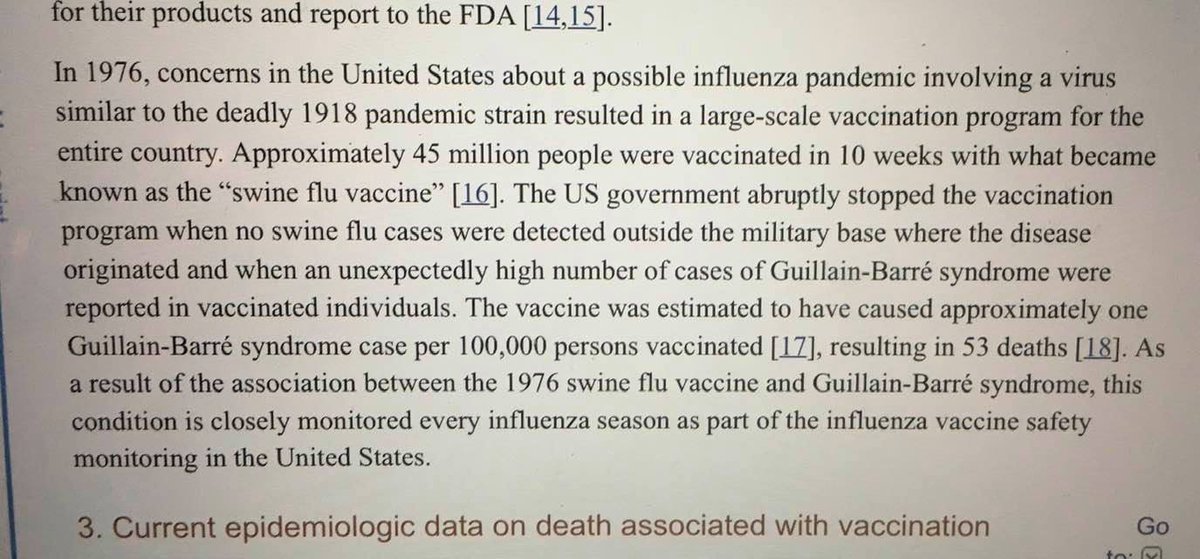 for their products and report to the FDA [14,15].
In 1976, concerns in the United States about a possible influenza pandemic involving a virus
similar to the deadly 1918 pandemic strain resulted in a large-scale vaccination program for the
entire country. Approximately 45 million people were vaccinated in 10 weeks with what became
known as the “swine flu vaccine” [16]. The US government abruptly stopped the vaccination
program when no swine flu cases were detected outside the military base where the disease
originated and when an unexpectedly high number of cases of Guillain-Barré syndrome were
reported in vaccinated individuals. The vaccine was estimated to have caused approximately one
Guillain-Barré syndrome case per 100,000 persons vaccinated [17], resulting in 53 deaths [18]. As
a result of the association between the 1976 swine flu vaccine and Guillain-Barré syndrome, this
condition is closely monitored every influenza season as part of the influenza vaccine safety
monitoring in the United States.
3. Current epidemiologic data on death associated with vaccination
Go
to: